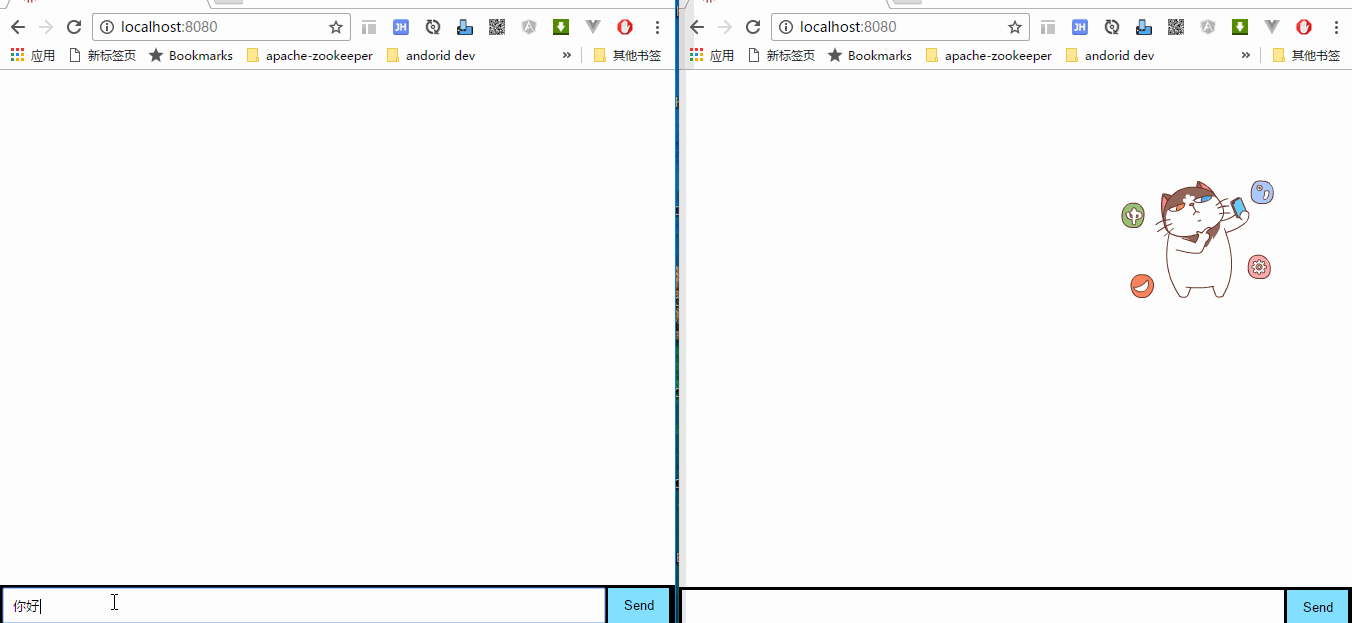 localhost:8080
JH
应用 新标签页 Bookmarks apache-zookeeper andorid dev » 其他书签
你好
Send
localhost:8080
JH
应用 新标签页 Bookmarks apache-zookeeper andorid dev » 其他书签
Send